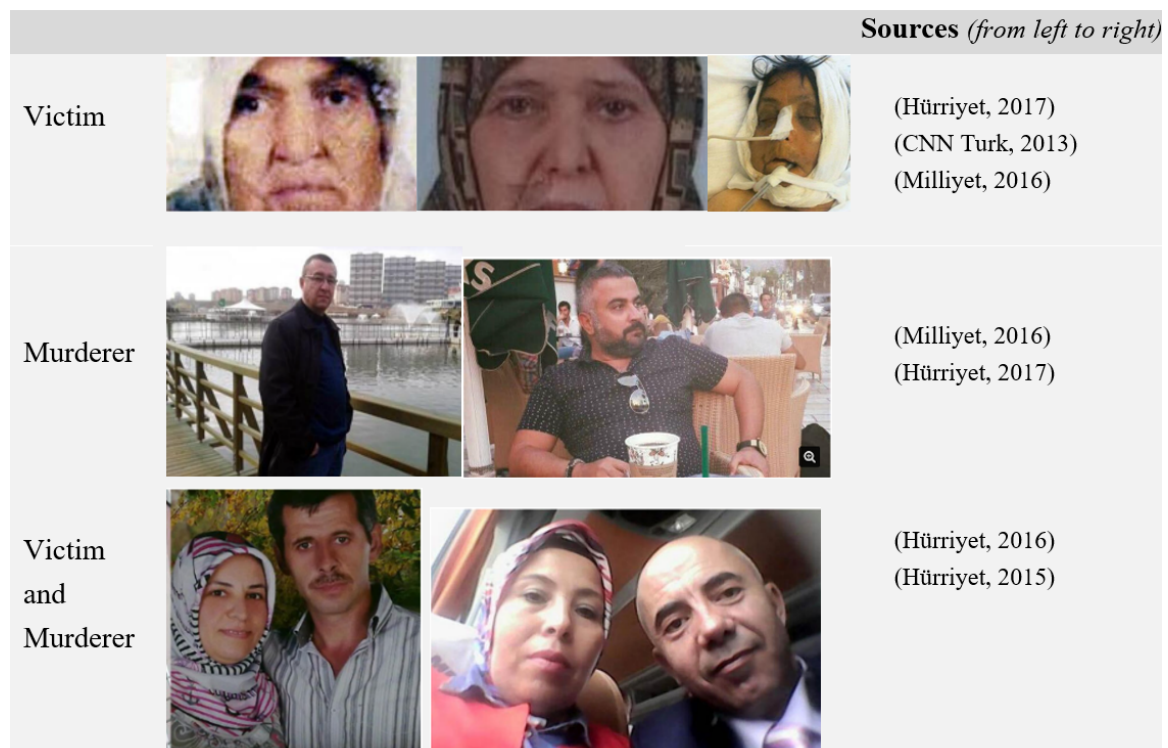 Sources (from left to right)
Victim
(Hürriyet, 2017)
(CNN Turk, 2013)
(Milliyet, 2016)
Murderer
(Milliyet, 2016)
(Hürriyet, 2017)
Victim
and
Murderer
(Hürriyet, 2016)
(Hürriyet, 2015)